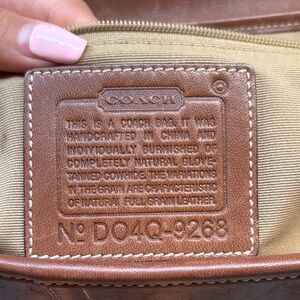 COACH
THIS IS A COACH BAG. IT WAS
HANDCRAFTED IN CHINA AND
INDIVIDUALLY BURNISHED OF
COMPLETELY NATURAL GLOVE-
TANNED COWHIDE. THE VARIATIONS
IN THE GRAIN ARE CHARACTERISTIC
OF NATURAL FULL GRAIN LEATHER.
Nº DO4Q-9268